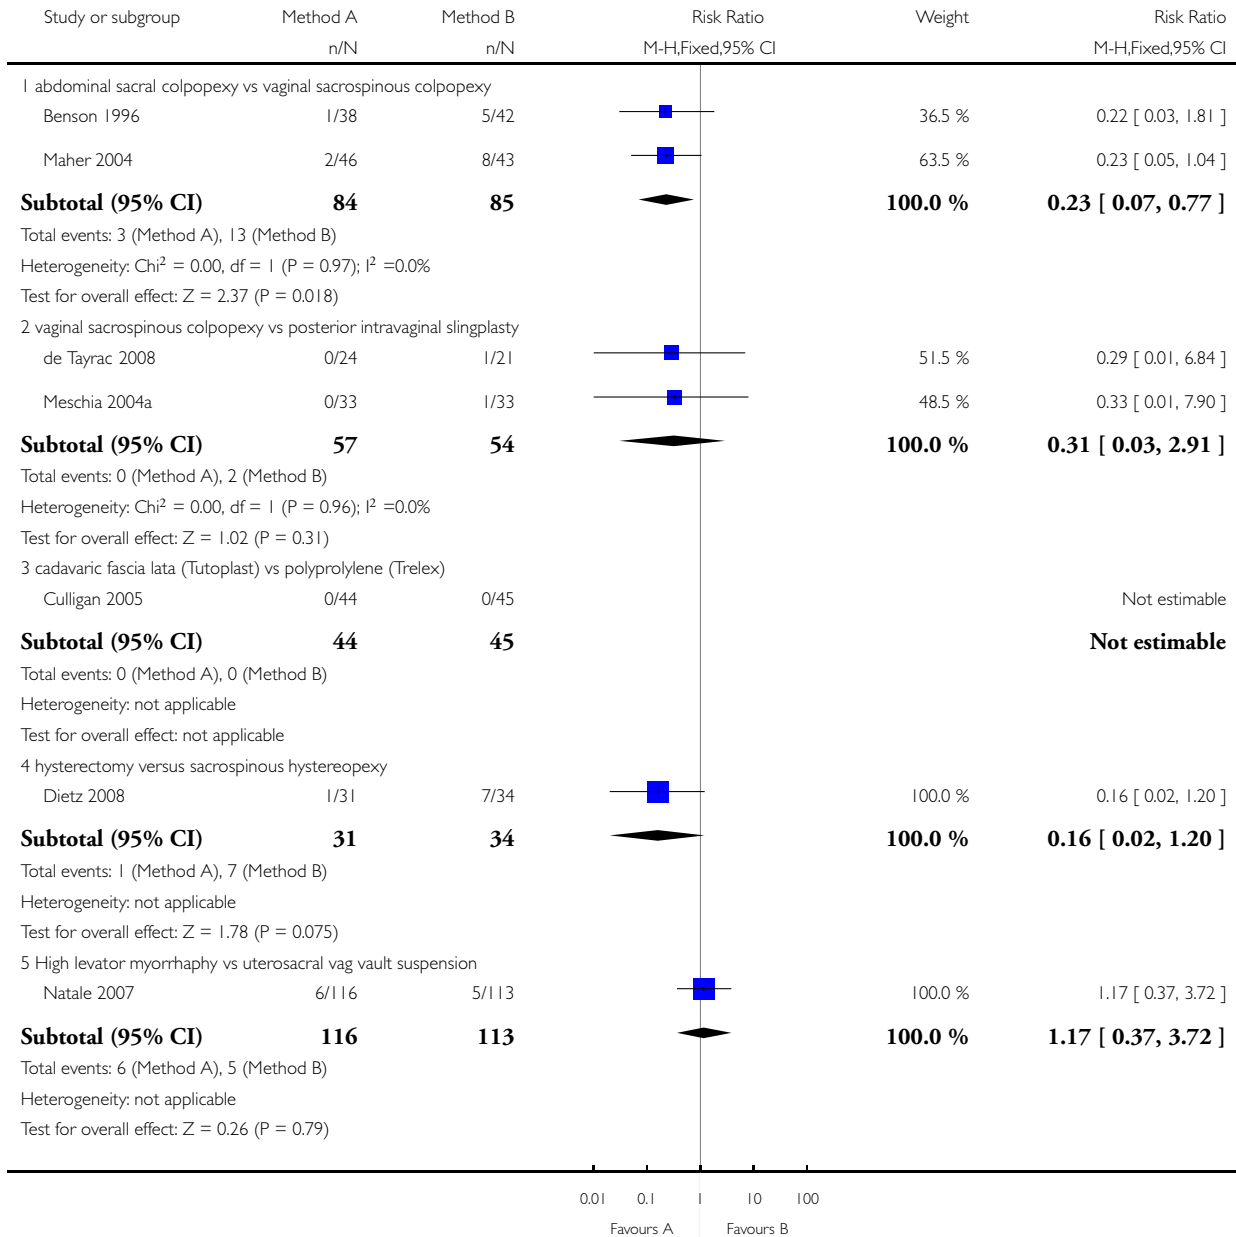 Study or subgroup Method A Method B Risk Ratio Weight Risk Ratio
n/N n/N M-H,Fixed,95% CI M-H,Fixed,95% CI
1 abdominal sacral colpopexy vs vaginal sacrospinous colpopexy
Benson 1996 1/38 5/42 36.5 % 0.22 [ 0.03, 1.81 ]
Maher 2004 2/46 8/43 63.5 % 0.23 [ 0.05, 1.04 ]
Subtotal (95% CI) 84 85 100.0 % 0.23 [ 0.07, 0.77 ]
Total events: 3 (Method A), 13 (Method B)
Heterogeneity: Chi² = 0.00, df = 1 (P = 0.97); I² =0.0%
Test for overall effect: Z = 2.37 (P = 0.018)
2 vaginal sacrospinous colpopexy vs posterior intravaginal slingplasty
de Tayrac 2008 0/24 1/21 51.5 % 0.29 [ 0.01, 6.84 ]
Meschia 2004a 0/33 1/33 48.5 % 0.33 [ 0.01, 7.90 ]
Subtotal (95% CI) 57 54 100.0 % 0.31 [ 0.03, 2.91 ]
Total events: 0 (Method A), 2 (Method B)
Heterogeneity: Chi² = 0.00, df = 1 (P = 0.96); I² =0.0%
Test for overall effect: Z = 1.02 (P = 0.31)
3 cadavaric fascia lata (Tutoplast) vs polyprolylene (Trelex)
Culligan 2005 0/44 0/45 Not estimable
Subtotal (95% CI) 44 45 Not estimable
Total events: 0 (Method A), 0 (Method B)
Heterogeneity: not applicable
Test for overall effect: not applicable
4 hysterectomy versus sacrospinous hystereopexy
Dietz 2008 1/31 7/34 100.0 % 0.16 [ 0.02, 1.20 ]
Subtotal (95% CI) 31 34 100.0 % 0.16 [ 0.02, 1.20 ]
Total events: 1 (Method A), 7 (Method B)
Heterogeneity: not applicable
Test for overall effect: Z = 1.78 (P = 0.075)
5 High levator myorrhaphy vs uterosacral vag vault suspension
Natale 2007 6/116 5/113 100.0 % 1.17 [ 0.37, 3.72 ]
Subtotal (95% CI) 116 113 100.0 % 1.17 [ 0.37, 3.72 ]
Total events: 6 (Method A), 5 (Method B)
Heterogeneity: not applicable
Test for overall effect: Z = 0.26 (P = 0.79)
0.01 0.1 1 10 100
Favours A Favours B